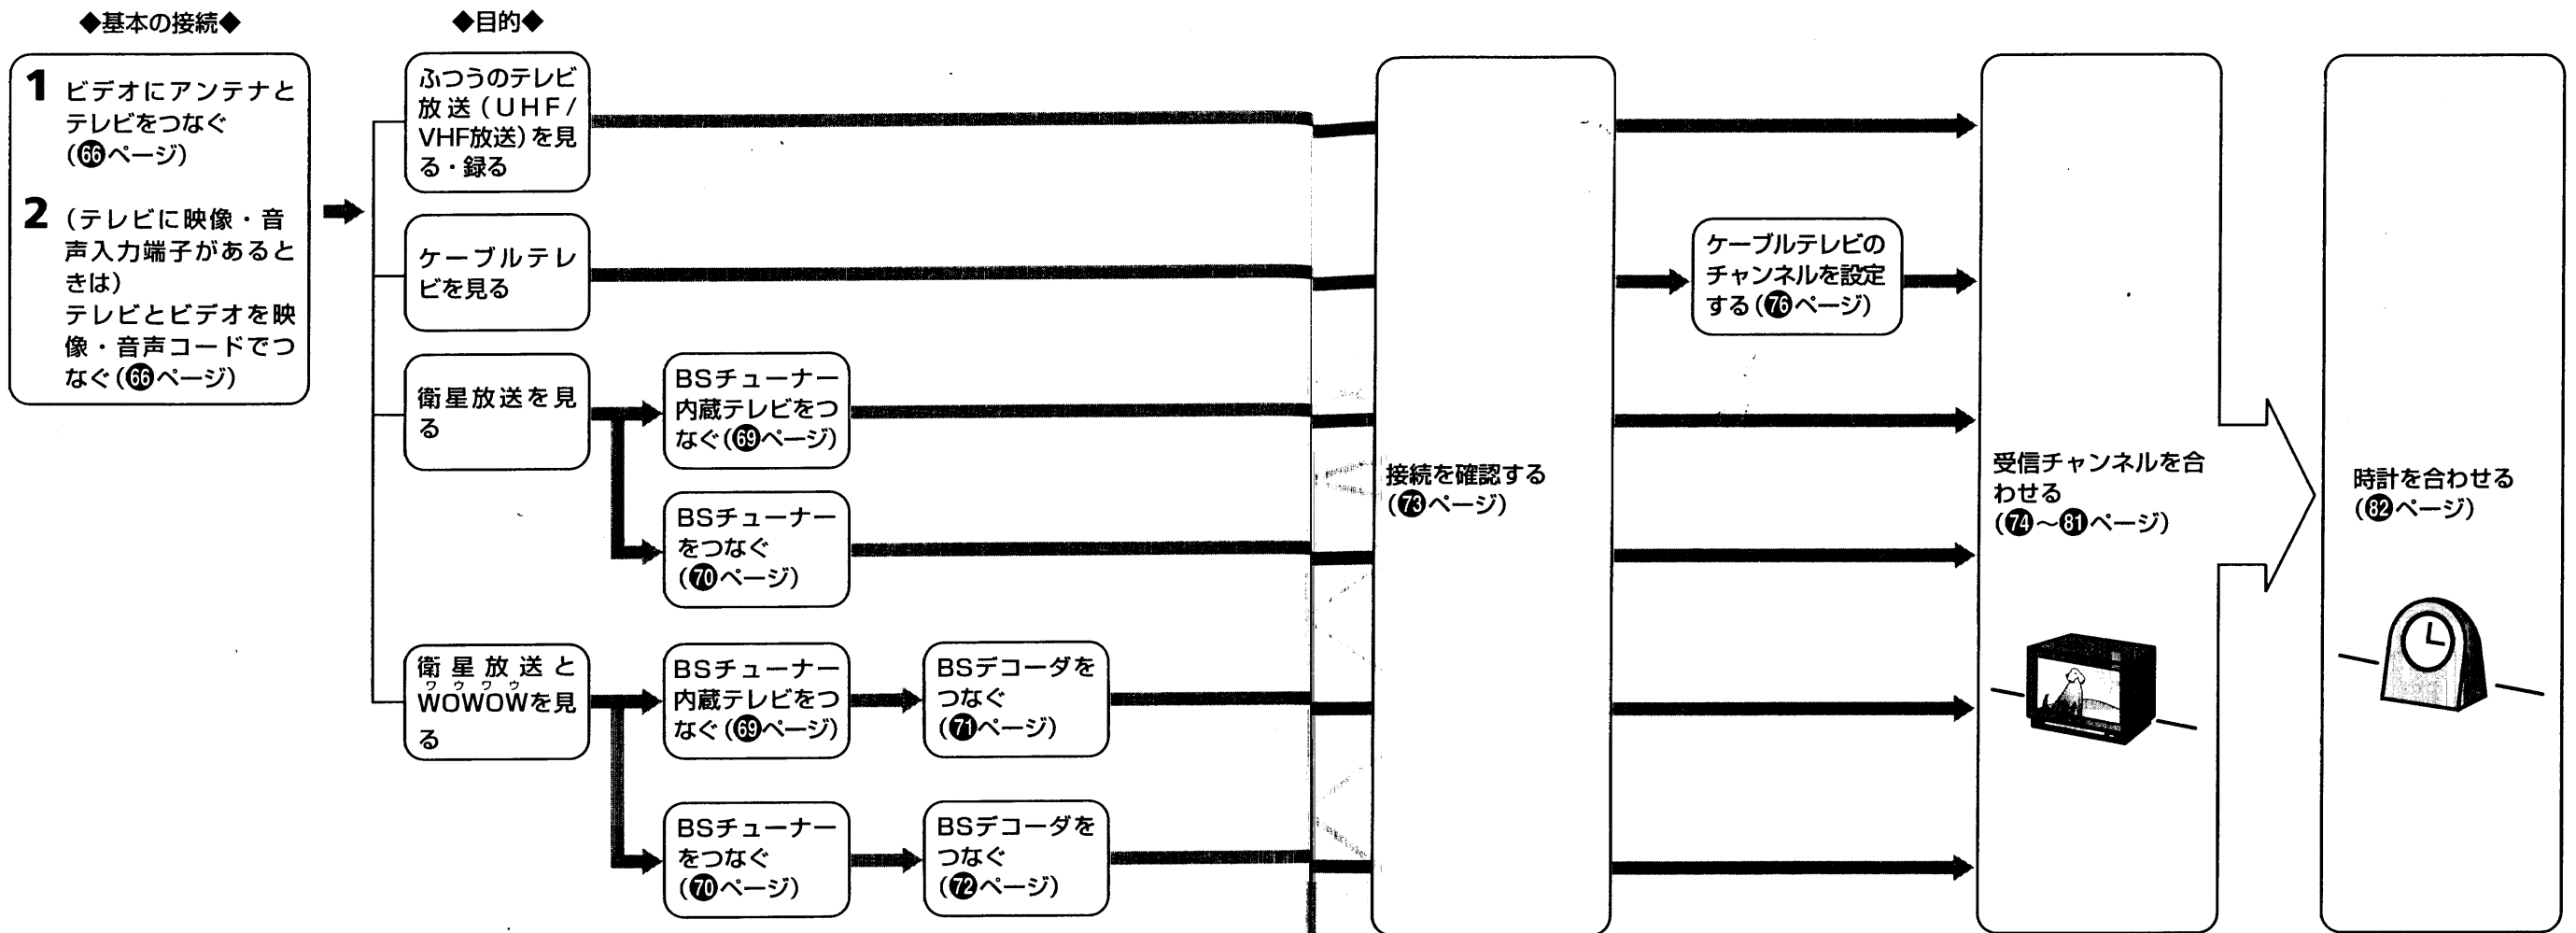 ◆基本の接続◆
1 ビデオにアンテナと
テレビをつなぐ
(66ページ)
2 (テレビに映像・音
声入力端子があると
きは)
テレビとビデオを映
像・音声コードでつ
なぐ(66ページ)
◆目的◆
ふつうのテレビ
放送(UHF/
VHF放送)を見
る・録る
ケーブルテレ
ビを見る
衛星放送を見
る
BSチューナー
内蔵テレビをつ
なぐ(69ページ)
BSチューナー
をつなぐ
(70ページ)
衛星放送と
ワウワウ
WOWOWを見
る
BSチューナー
内蔵テレビをつ
なぐ(69ページ)
BSデコーダを
つなぐ
(71ページ)
BSチューナー
をつなぐ
(70ページ)
BSデコーダを
つなぐ
(72ページ)
接続を確認する
(73ページ)
ケーブルテレビの
チャンネルを設定
する(76ページ)
受信チャンネルを合
わせる
(74〜81ページ)
時計を合わせる
(82ページ)